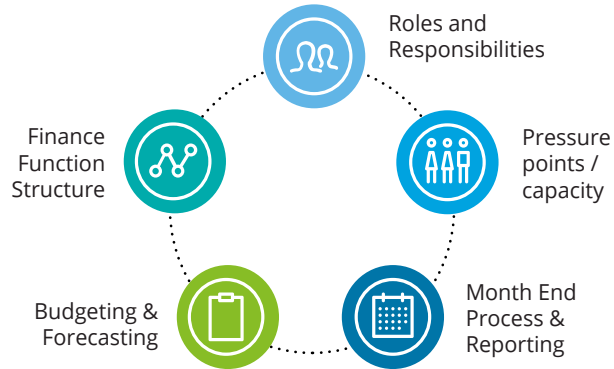 Roles and
Responsibilities
Finance
Function
Structure
Pressure
points /
capacity
Budgeting &
Forecasting
Month End
Process &
Reporting